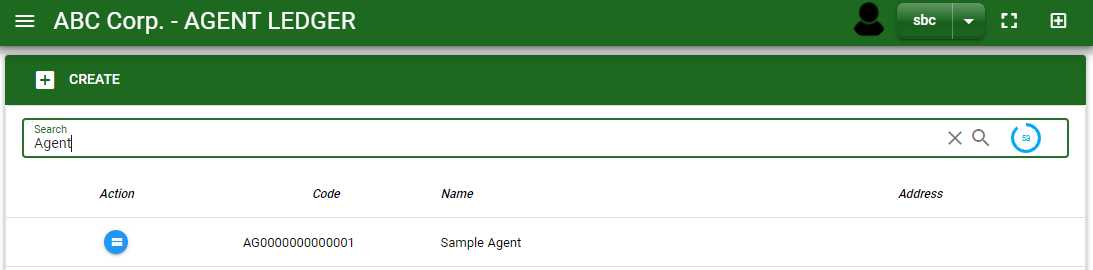 ABC Corp. - AGENT LEDGER
sbc
CREATE
Search
Agent
53
Action Code Name Address
AG0000000000001 Sample Agent